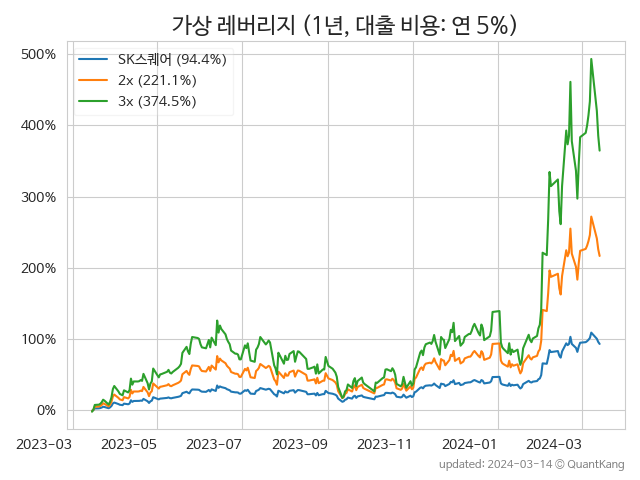 가상 레버리지 (1년, 대출 비용: 연 5%)
SK스퀘어 (94.4%)
2x (221.1%)
3x (374.5%)
500%
400%
300%
200%
100%
0%
2023-03 2023-05 2023-07 2023-09 2023-11 2024-01 2024-03
updated: 2024-03-14 © QuantKang